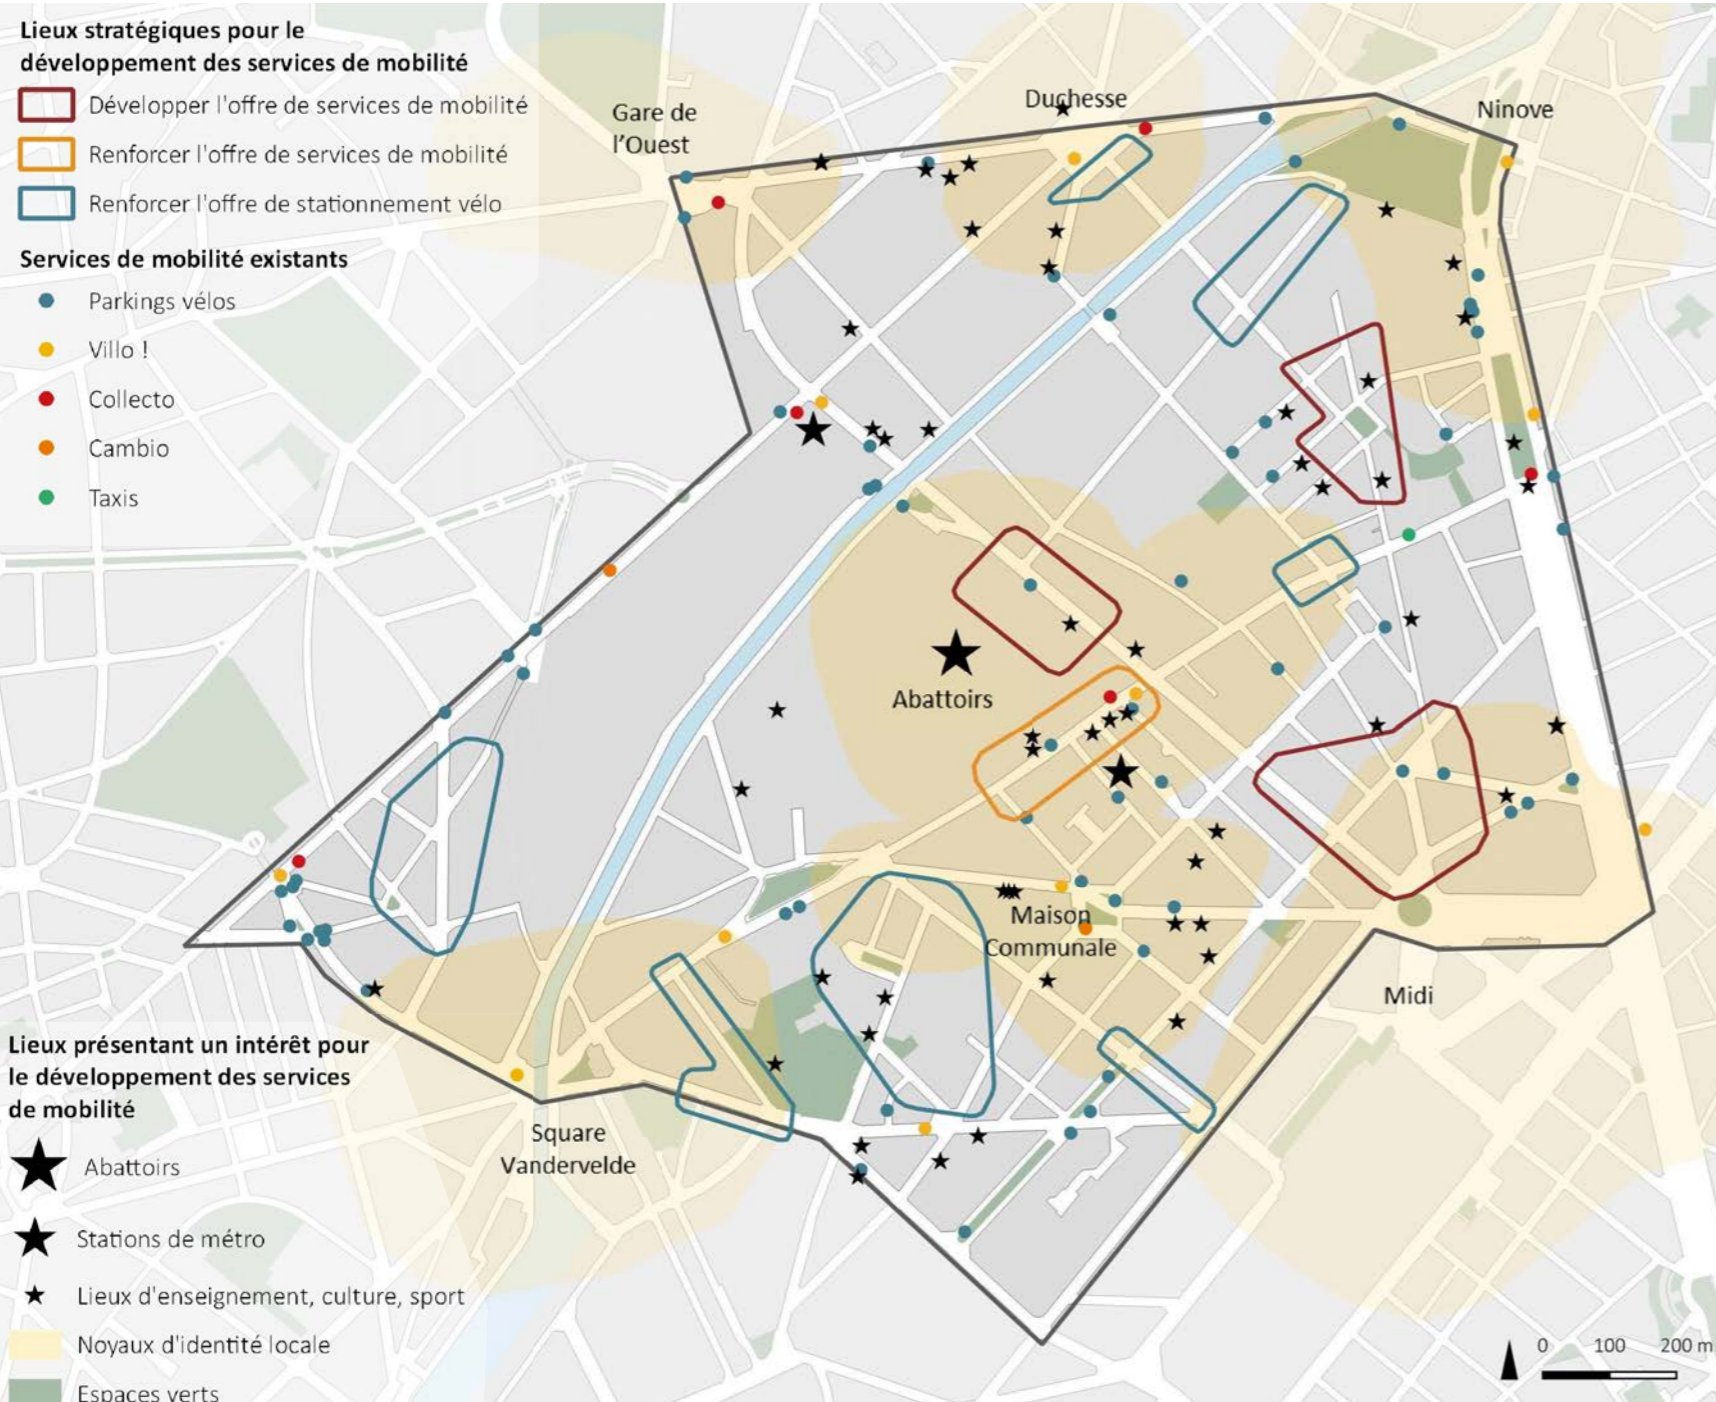 Lieux stratégiques pour le
développement des services de mobilité
Développer l'offre de services de mobilité
Renforcer l'offre de services de mobilité
Renforcer l'offre de stationnement vélo
Services de mobilité existants
Parkings vélos
Villo !
Collecto
Cambio
Taxis
Gare de
l'Ouest
Duchesse
Ninove
Abattoirs
Maison
Communale
Midi
Square
Vandervelde
Lieux présentant un intérêt pour
le développement des services
de mobilité
Abattoirs
Stations de métro
Lieux d'enseignement, culture, sport
Noyaux d'identité locale
Espaces verts
0 100 200 m